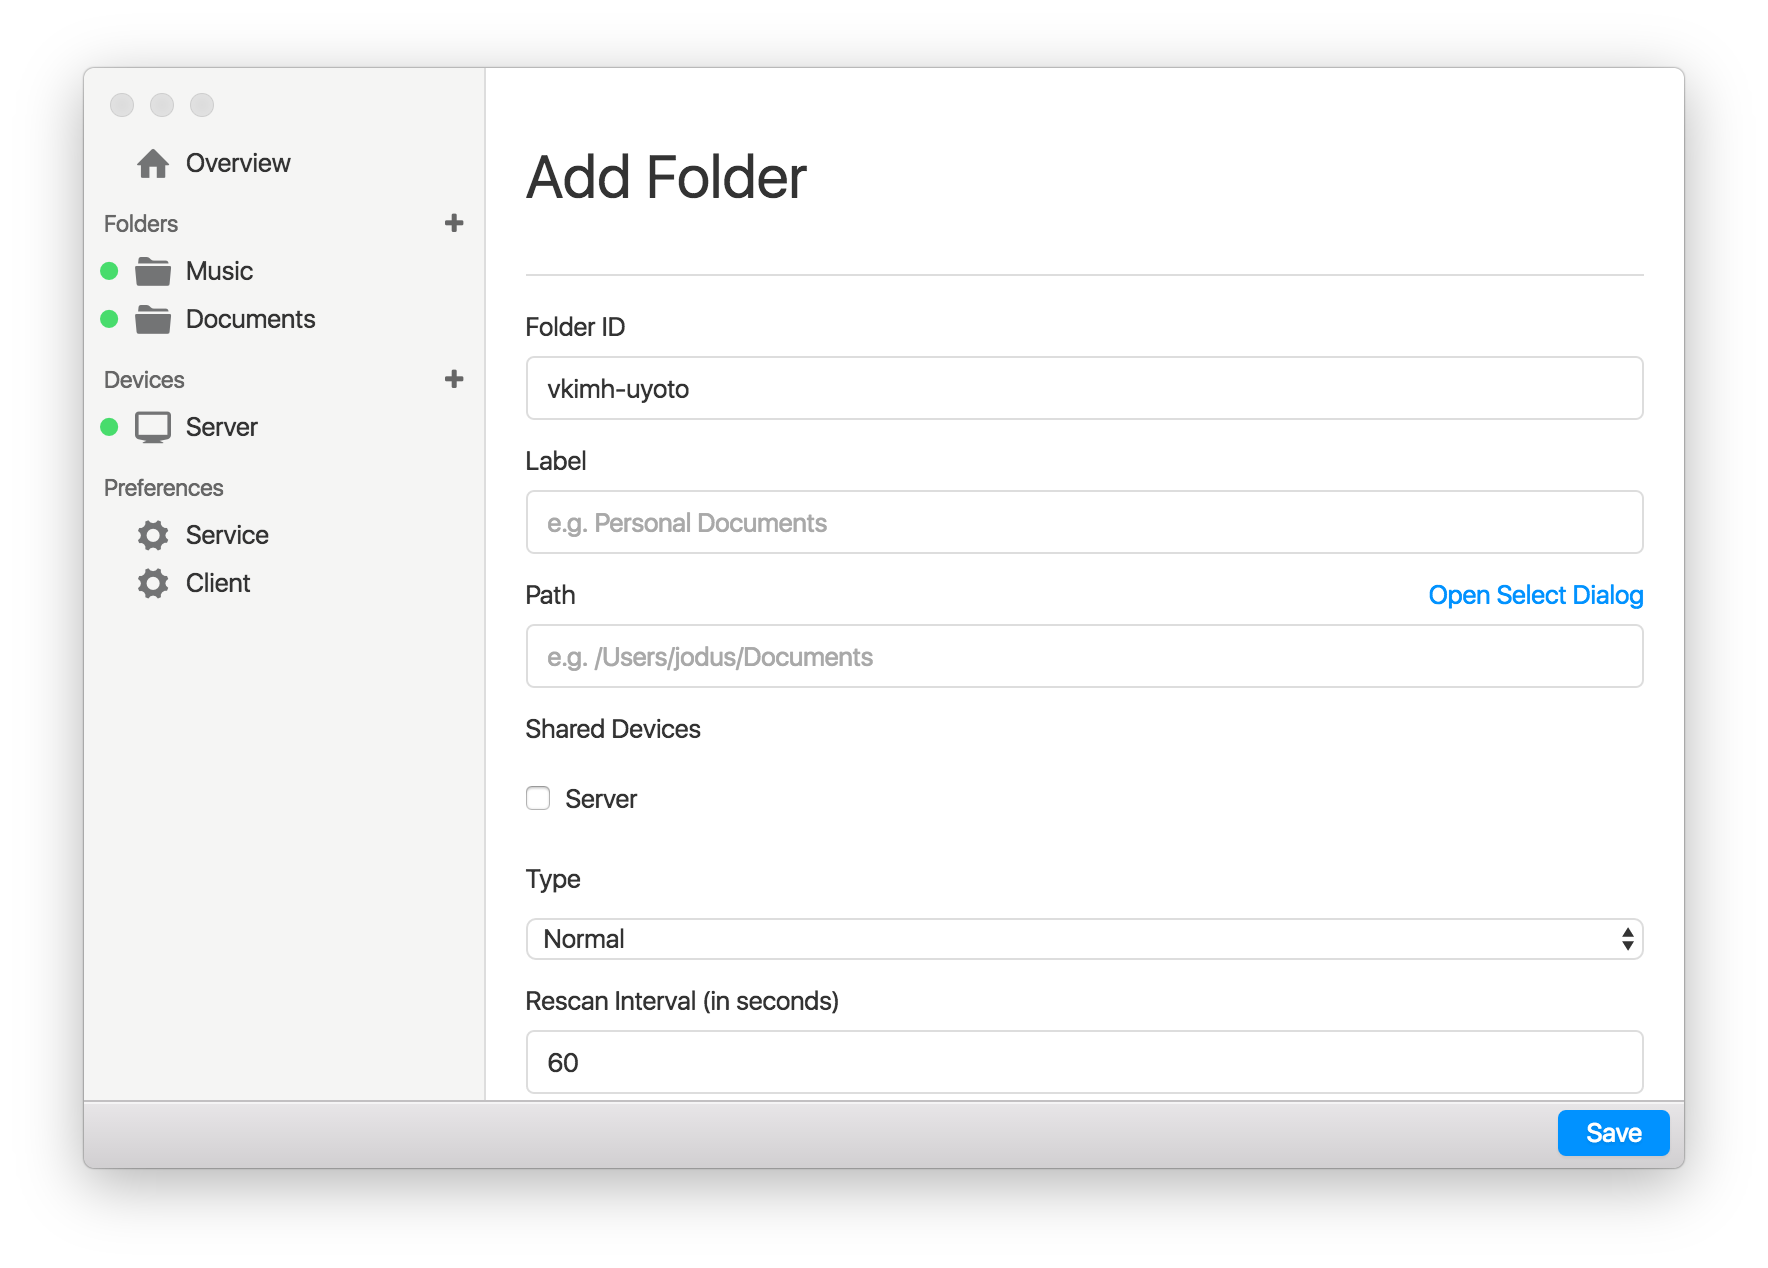 Overview
Folders
Music
Documents
Devices
Server
Preferences
Service
Client
Add Folder
Folder ID
vkimh-uyoto
Label
e.g. Personal Documents
Path
Open Select Dialog
e.g. /Users/jodus/Documents
Shared Devices
Server
Type
Normal
Rescan Interval (in seconds)
60
Save